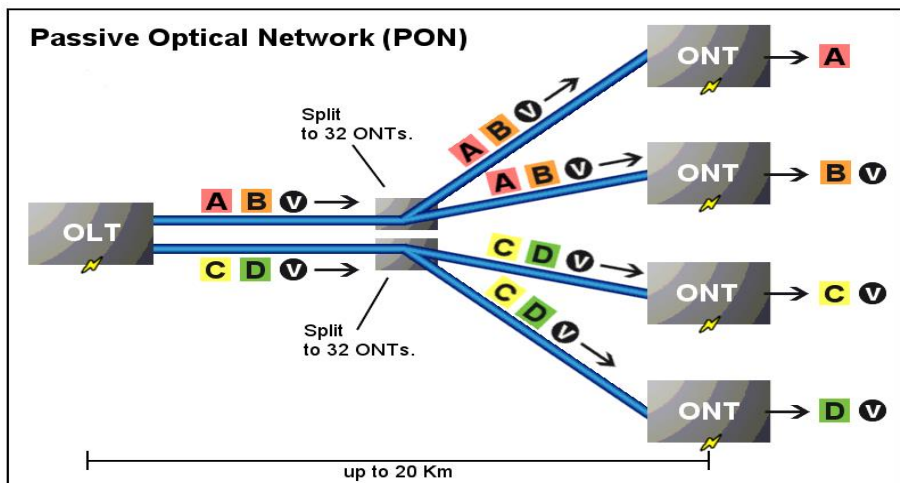 Passive Optical Network (PON)
ONT
A
Split
to 32 ONTs.
A B V
A B V
ONT
B V
A B V
OLT
C D V
C D V
C D V
ONT
C V
Split
to 32 ONTs.
ONT
D V
up to 20 Km